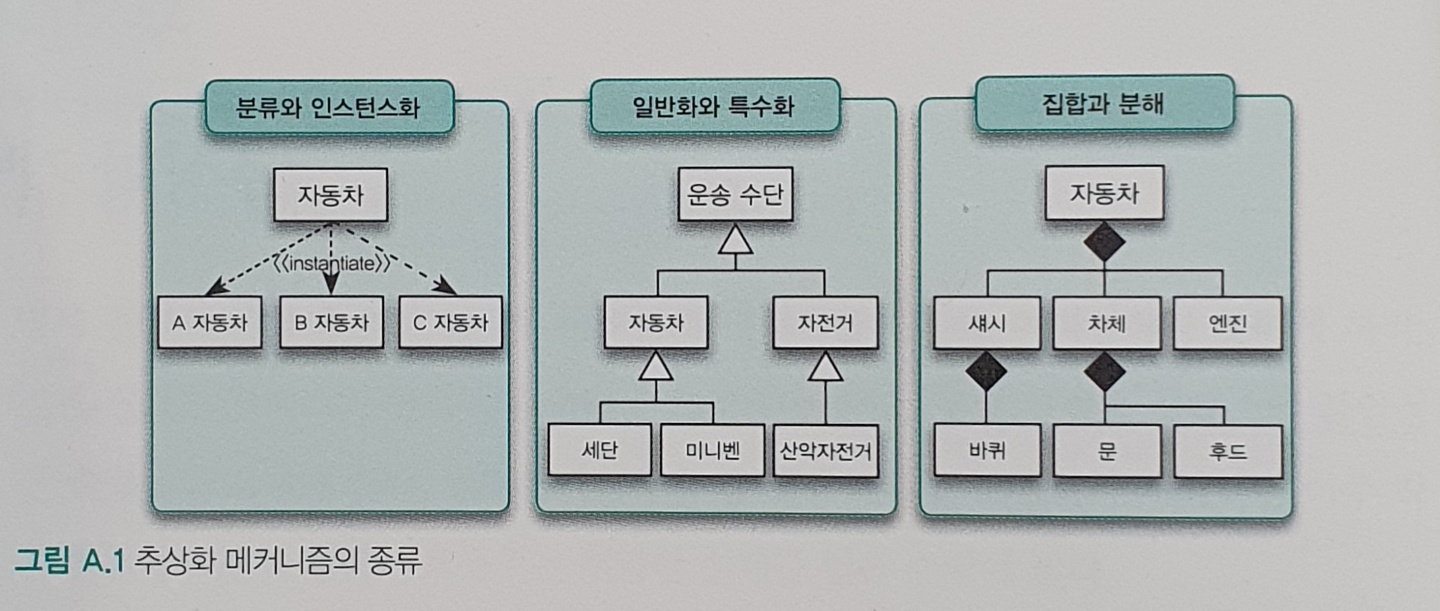 분류와 인스턴스화
자동차
《instantiate》
A 자동차
B 자동차
C 자동차
일반화와 특수화
운송 수단
자동차
자전거
세단
미니벤
산악자전거
집합과 분해
자동차
섀시
차체
엔진
바퀴
문
후드
그림 A.1 추상화 메커니즘의 종류